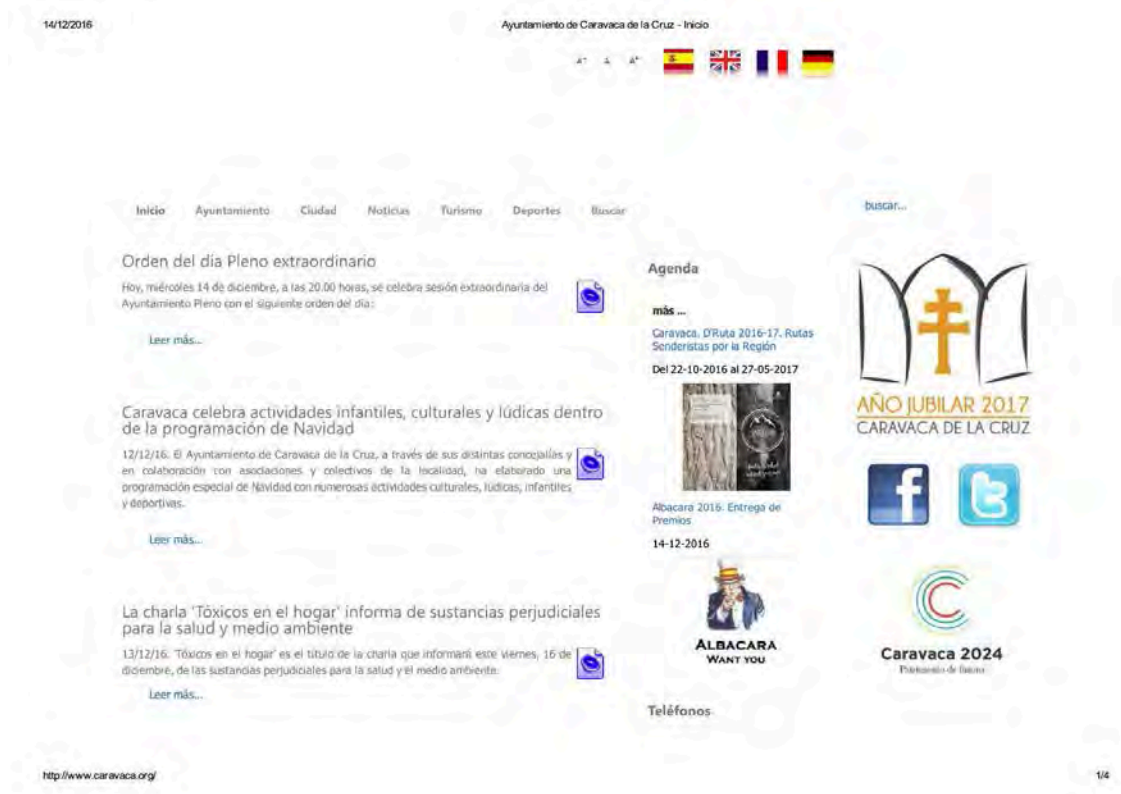 14/12/2016
Ayuntamiento de Caravaca de la Cruz - Inicio
A- A A+
Inicio Ayuntamiento Ciudad Noticias Turismo Deportes Buscar
buscar...
Orden del día Pleno extraordinario
Hoy, miércoles 14 de diciembre, a las 20.00 horas, se celebra sesión extraordinaria del
Ayuntamiento Pleno con el siguiente orden del día:
Leer más...
Caravaca celebra actividades infantiles, culturales y lúdicas dentro
de la programación de Navidad
12/12/16. El Ayuntamiento de Caravaca de la Cruz, a través de sus distintas concejalías y
en colaboración con asociaciones y colectivos de la localidad, ha elaborado una
programación especial de Navidad con numerosas actividades culturales, lúdicas, infantiles
y deportivas.
Leer más...
La charla 'Tóxicos en el hogar' informa de sustancias perjudiciales
para la salud y medio ambiente
13/12/16. 'Tóxicos en el hogar' es el título de la charla que informará este viernes, 16 de
diciembre, de las sustancias perjudiciales para la salud y el medio ambiente.
Leer más...
Agenda
más ...
Caravaca. D'Ruta 2016-17. Rutas
Senderistas por la Región
Del 22-10-2016 al 27-05-2017
Albacara 2016. Entrega de
Premios
14-12-2016
ALBACARA
WANT YOU
Teléfonos
AÑO JUBILAR 2017
CARAVACA DE LA CRUZ
f t
C
Caravaca 2024
Patrimonio de futuro
http://www.caravaca.org/
1/4